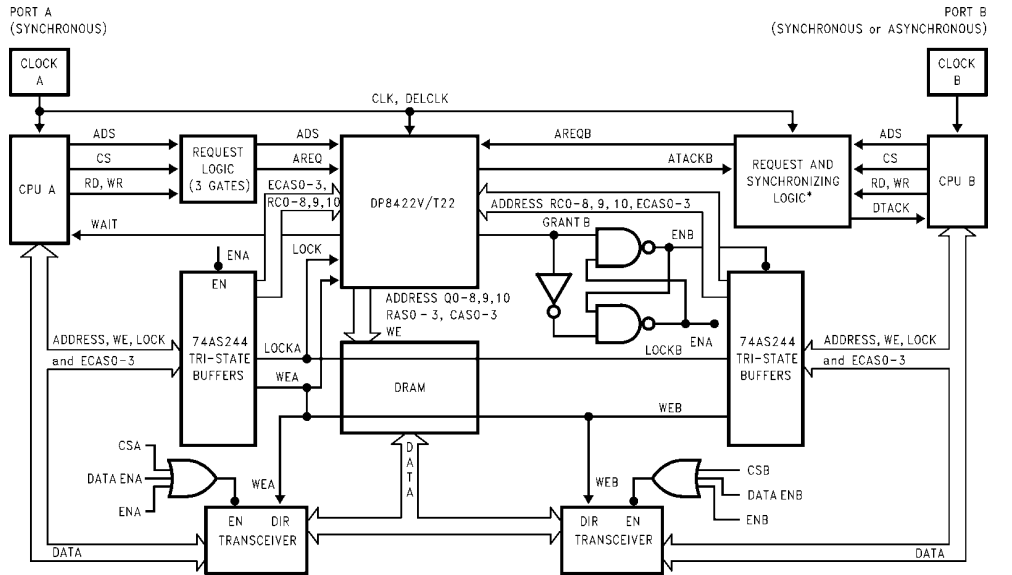 PORT A
(SYNCHRONOUS)
PORT B
(SYNCHRONOUS or ASYNCHRONOUS)
CLOCK
A
CLOCK
B
CLK, DELCLK
CPU A
ADS
CS
RD, WR
REQUEST
LOGIC
(3 GATES)
ADS
AREQ
ECAS0-3,
RC0-8,9,10
DP8422V/T22
AREQB
ATACKB
ADDRESS RC0-8, 9, 10, ECAS0-3
REQUEST AND
SYNCHRONIZING
LOGIC*
ADS
CS
RD, WR
DTACK
CPU B
WAIT
GRANT B
ENB
ENA
EN
LOCK
ADDRESS Q0-8,9,10
RAS0-3, CAS0-3
WE
ENA
ADDRESS, WE, LOCK
and ECAS0-3
74AS244
TRI-STATE
BUFFERS
LOCKA
WEA
DRAM
LOCKB
WEB
74AS244
TRI-STATE
BUFFERS
ADDRESS, WE, LOCK
and ECAS0-3
CSA
DATA ENA
ENA
WEA
DATA
WEB
CSB
DATA ENB
ENB
EN DIR
TRANSCEIVER
DIR EN
TRANSCEIVER
DATA
DATA